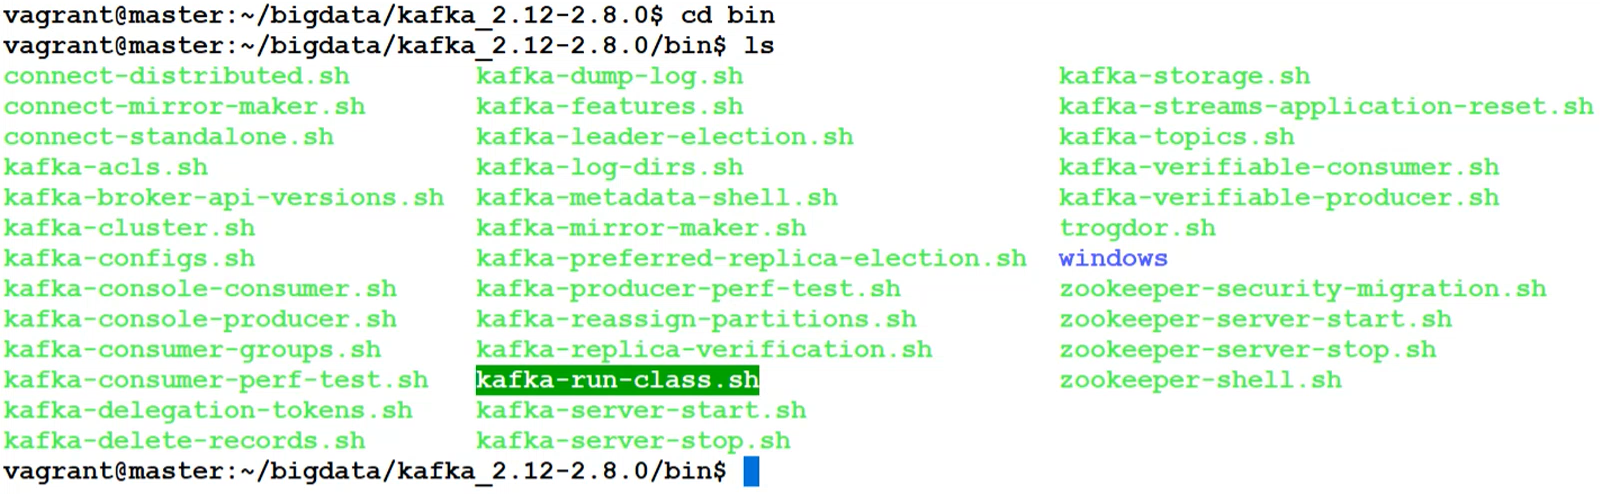 vagrant@master:~/bigdata/kafka_2.12-2.8.0$ cd bin
vagrant@master:~/bigdata/kafka_2.12-2.8.0/bin$ ls
connect-distributed.sh kafka-dump-log.sh kafka-storage.sh
connect-mirror-maker.sh kafka-features.sh kafka-streams-application-reset.sh
connect-standalone.sh kafka-leader-election.sh kafka-topics.sh
kafka-acls.sh kafka-log-dirs.sh kafka-verifiable-consumer.sh
kafka-broker-api-versions.sh kafka-metadata-shell.sh kafka-verifiable-producer.sh
kafka-cluster.sh kafka-mirror-maker.sh trogdor.sh
kafka-configs.sh kafka-preferred-replica-election.sh windows
kafka-console-consumer.sh kafka-producer-perf-test.sh zookeeper-security-migration.sh
kafka-console-producer.sh kafka-reassign-partitions.sh zookeeper-server-start.sh
kafka-consumer-groups.sh kafka-replica-verification.sh zookeeper-server-stop.sh
kafka-consumer-perf-test.sh kafka-run-class.sh zookeeper-shell.sh
kafka-delegation-tokens.sh kafka-server-start.sh
kafka-delete-records.sh kafka-server-stop.sh
vagrant@master:~/bigdata/kafka_2.12-2.8.0/bin$